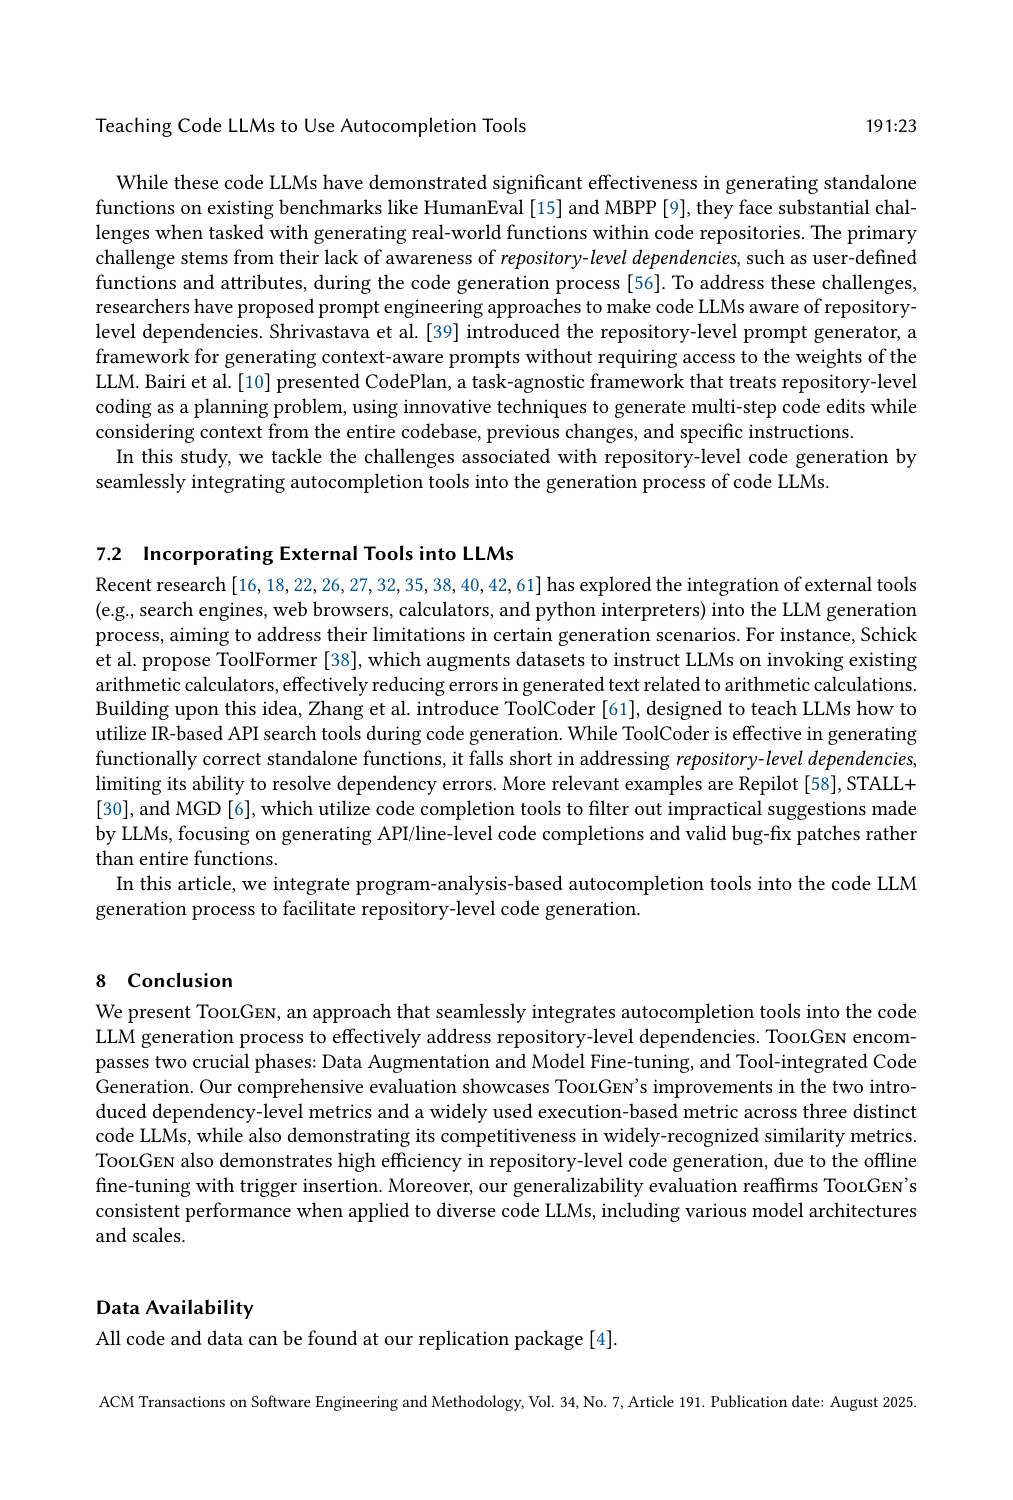 Teaching Code LLMs to Use Autocompletion Tools 191:23
While these code LLMs have demonstrated significant effectiveness in generating standalone
functions on existing benchmarks like HumanEval [15] and MBPP [9], they face substantial chal-
lenges when tasked with generating real-world functions within code repositories. The primary
challenge stems from their lack of awareness of repository-level dependencies, such as user-defined
functions and attributes, during the code generation process [56]. To address these challenges,
researchers have proposed prompt engineering approaches to make code LLMs aware of repository-
level dependencies. Shrivastava et al. [39] introduced the repository-level prompt generator, a
framework for generating context-aware prompts without requiring access to the weights of the
LLM. Bairi et al. [10] presented CodePlan, a task-agnostic framework that treats repository-level
coding as a planning problem, using innovative techniques to generate multi-step code edits while
considering context from the entire codebase, previous changes, and specific instructions.
In this study, we tackle the challenges associated with repository-level code generation by
seamlessly integrating autocompletion tools into the generation process of code LLMs.
7.2 Incorporating External Tools into LLMs
Recent research [16, 18, 22, 26, 27, 32, 35, 38, 40, 42, 61] has explored the integration of external tools
(e.g., search engines, web browsers, calculators, and python interpreters) into the LLM generation
process, aiming to address their limitations in certain generation scenarios. For instance, Schick
et al. propose ToolFormer [38], which augments datasets to instruct LLMs on invoking existing
arithmetic calculators, effectively reducing errors in generated text related to arithmetic calculations.
Building upon this idea, Zhang et al. introduce ToolCoder [61], designed to teach LLMs how to
utilize IR-based API search tools during code generation. While ToolCoder is effective in generating
functionally correct standalone functions, it falls short in addressing repository-level dependencies,
limiting its ability to resolve dependency errors. More relevant examples are Repilot [58], STALL+
[30], and MGD [6], which utilize code completion tools to filter out impractical suggestions made
by LLMs, focusing on generating API/line-level code completions and valid bug-fix patches rather
than entire functions.
In this article, we integrate program-analysis-based autocompletion tools into the code LLM
generation process to facilitate repository-level code generation.
8 Conclusion
We present ToolGen, an approach that seamlessly integrates autocompletion tools into the code
LLM generation process to effectively address repository-level dependencies. ToolGen encom-
passes two crucial phases: Data Augmentation and Model Fine-tuning, and Tool-integrated Code
Generation. Our comprehensive evaluation showcases ToolGen's improvements in the two intro-
duced dependency-level metrics and a widely used execution-based metric across three distinct
code LLMs, while also demonstrating its competitiveness in widely-recognized similarity metrics.
ToolGen also demonstrates high efficiency in repository-level code generation, due to the offline
fine-tuning with trigger insertion. Moreover, our generalizability evaluation reaffirms ToolGen's
consistent performance when applied to diverse code LLMs, including various model architectures
and scales.
Data Availability
All code and data can be found at our replication package [4].
ACM Transactions on Software Engineering and Methodology, Vol. 34, No. 7, Article 191. Publication date: August 2025.